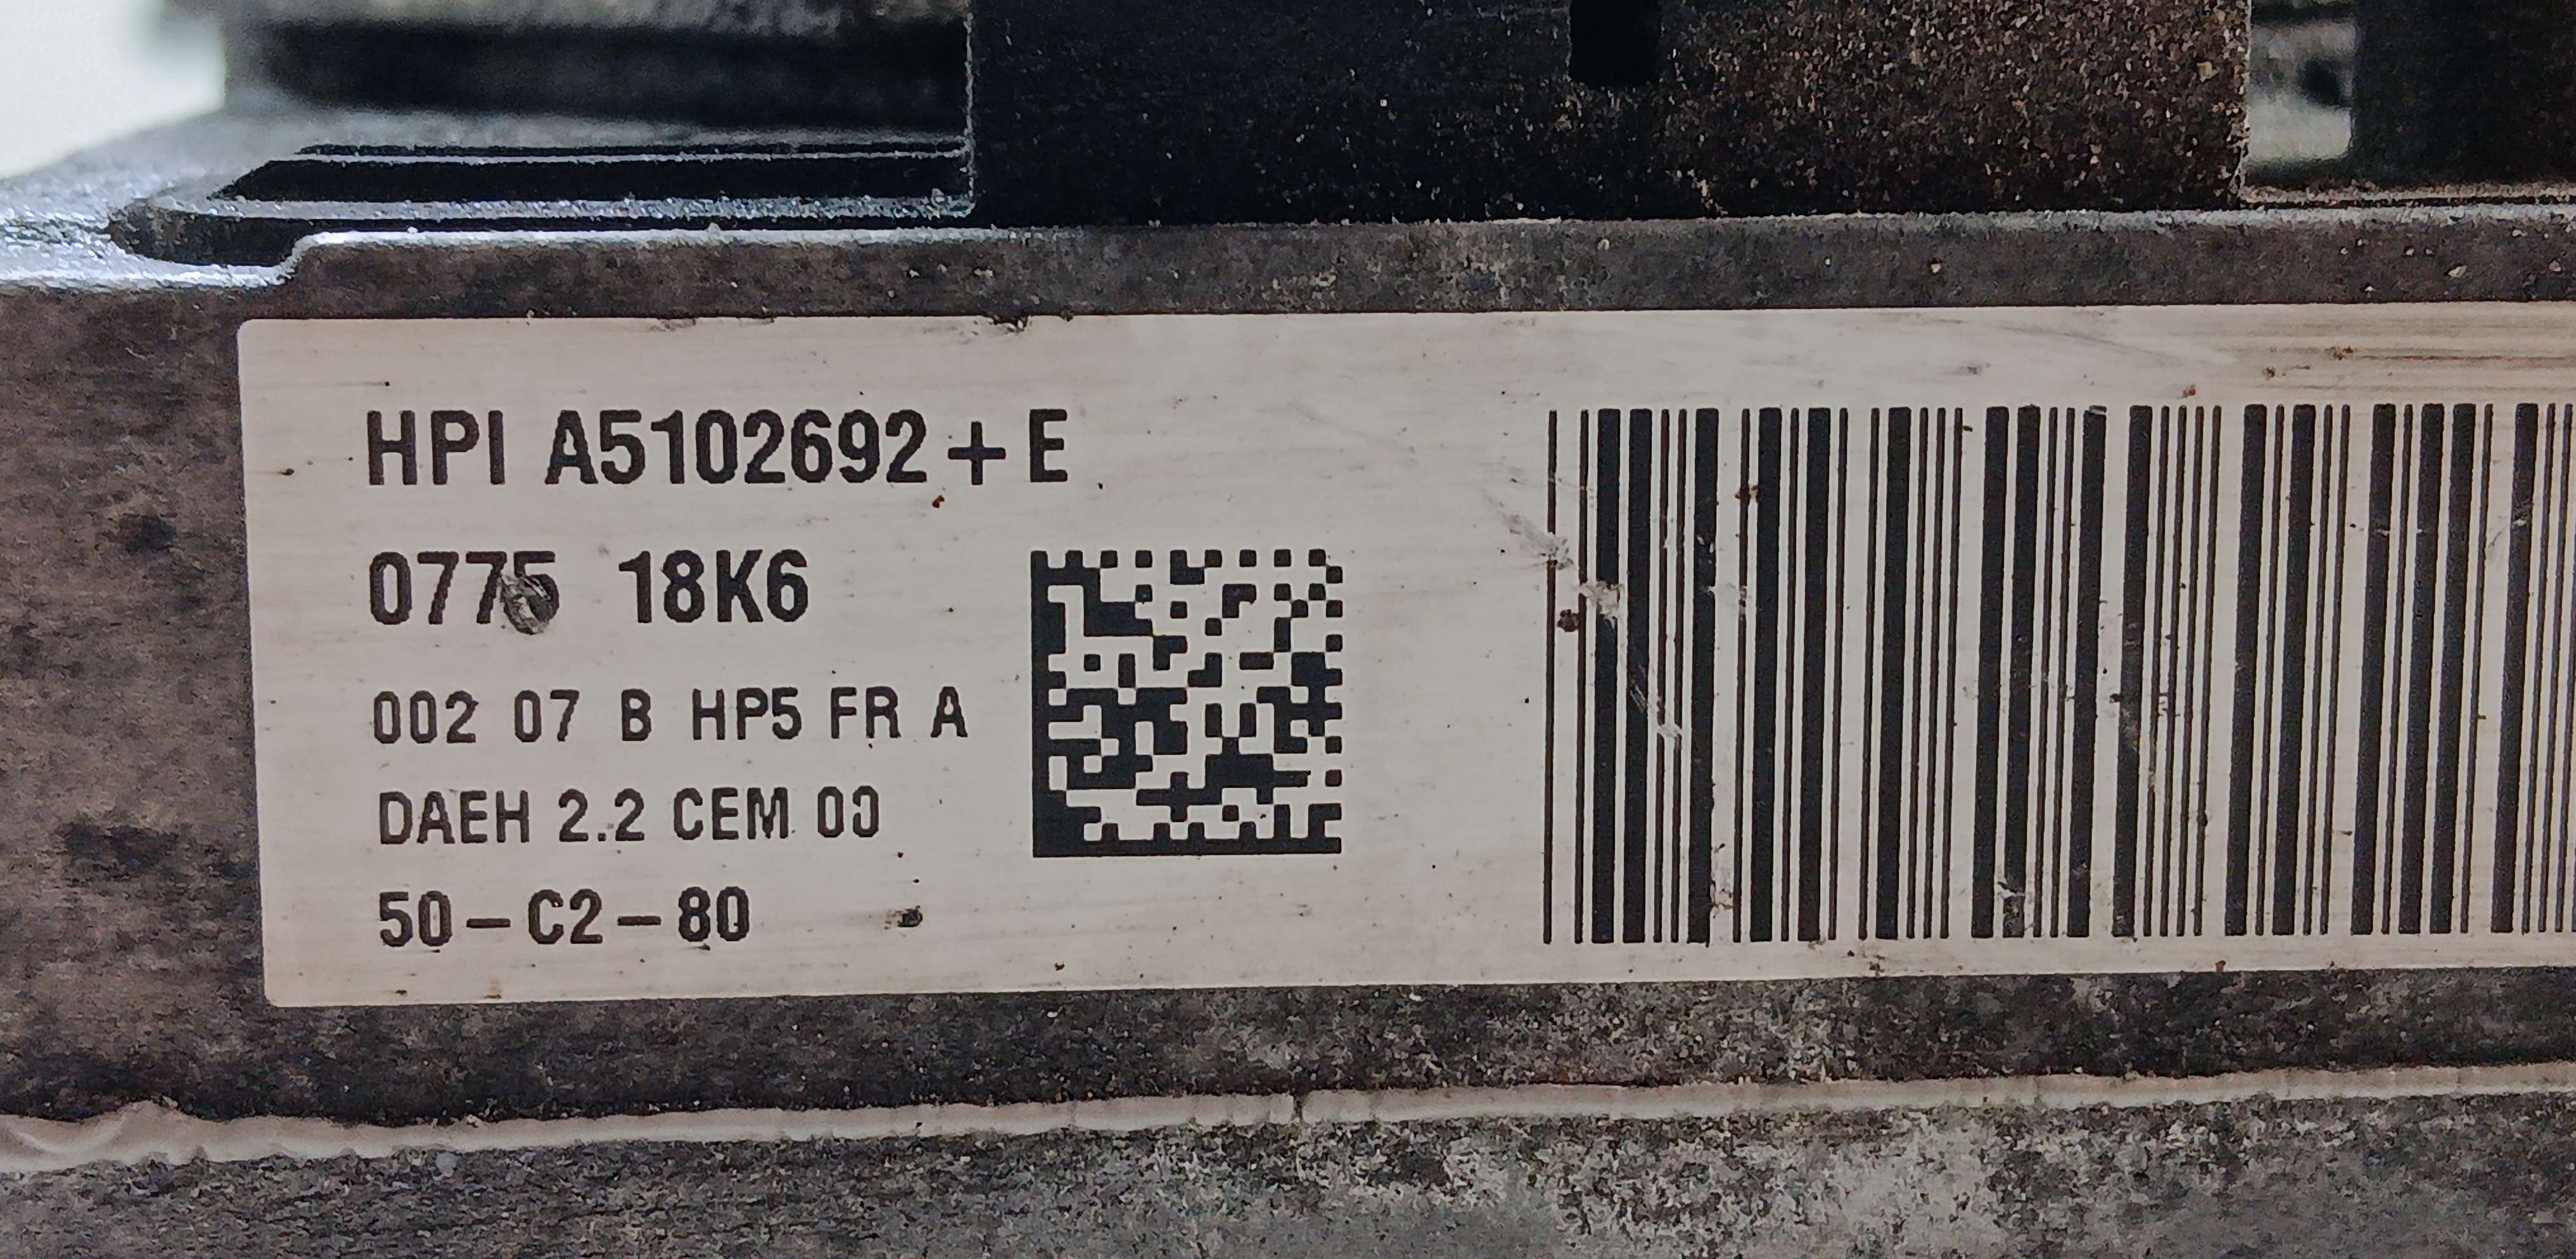 HPI A5102692+E
0775 18K6
002 07 B HP5 FR A
DAEH 2.2 CEM 00
50-C2-80